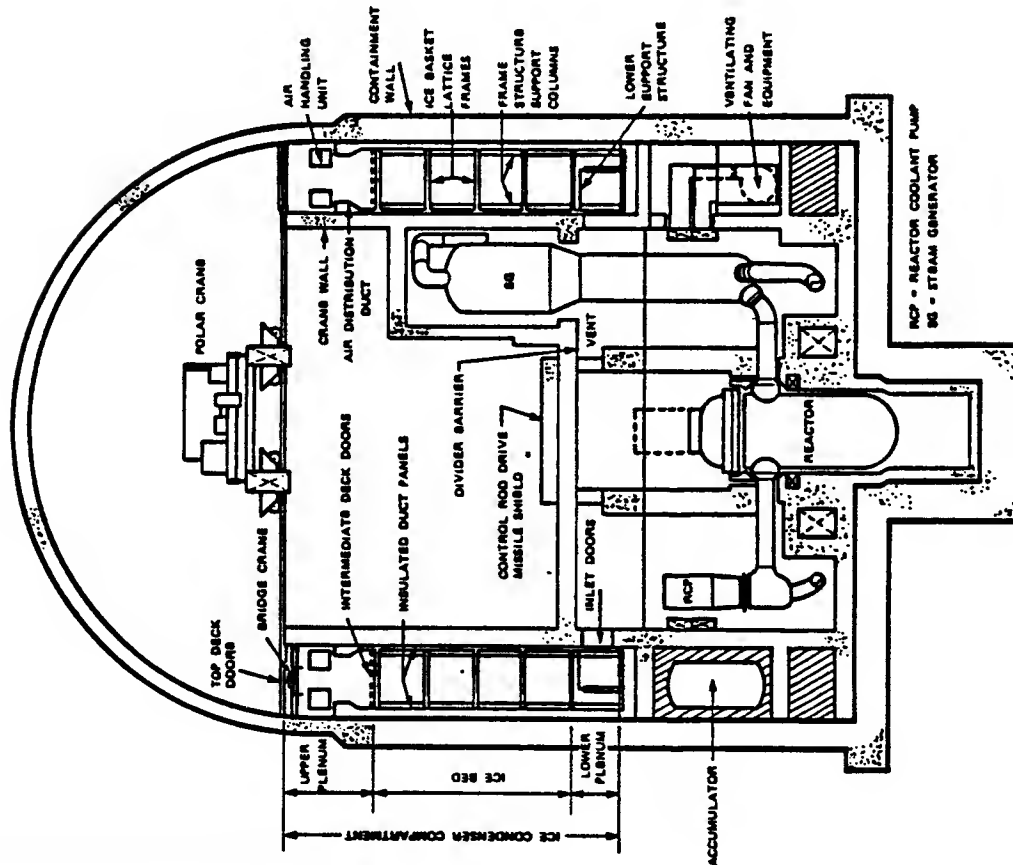 POLAR CRANE
TOP DECK
DOORS
BRIDGE CRANE
INTERMEDIATE DECK DOORS
INSULATED DUCT PANELS
CRANE WALL
AIR DISTRIBUTION
DUCT
AIR
HANDLING
UNIT
CONTAINMENT
WALL
ICE BASKET
LATTICE
FRAMES
FRAME
STRUCTURE
SUPPORT
COLUMNS
LOWER
SUPPORT
STRUCTURE
VENTILATING
FAN AND
EQUIPMENT
UPPER
PLENUM
ICE BED
LOWER
PLENUM
ICE CONDENSER COMPARTMENT
SG
DIVIDER BARRIER
VENT
CONTROL ROD DRIVE
MISSILE SHIELD
INLET DOORS
RCP
REACTOR
ACCUMULATOR
RCP = REACTOR COOLANT PUMP
SG = STEAM GENERATOR